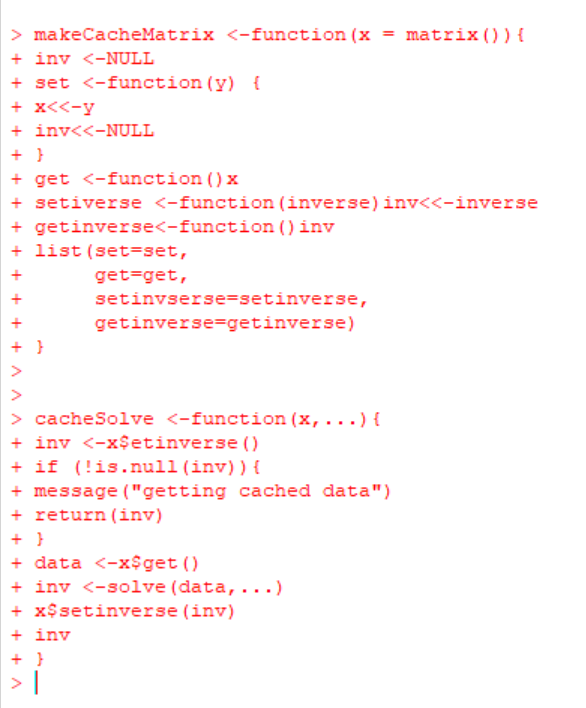 > makeCacheMatrix <-function(x = matrix()){
+ inv <-NULL
+ set <-function(y) {
+ x<<-y
+ inv<<-NULL
+ }
+ get <-function()x
+ setiverse <-function(inverse)inv<<-inverse
+ getinverse<-function()inv
+ list(set=set,
+      get=get,
+      setinvserse=setinverse,
+      getinverse=getinverse)
+ }
>
>
> cacheSolve <-function(x,...){
+ inv <-x$etinverse()
+ if (!is.null(inv)){
+ message("getting cached data")
+ return(inv)
+ }
+ data <-x$get()
+ inv <-solve(data,...)
+ x$setinverse(inv)
+ inv
+ }
>